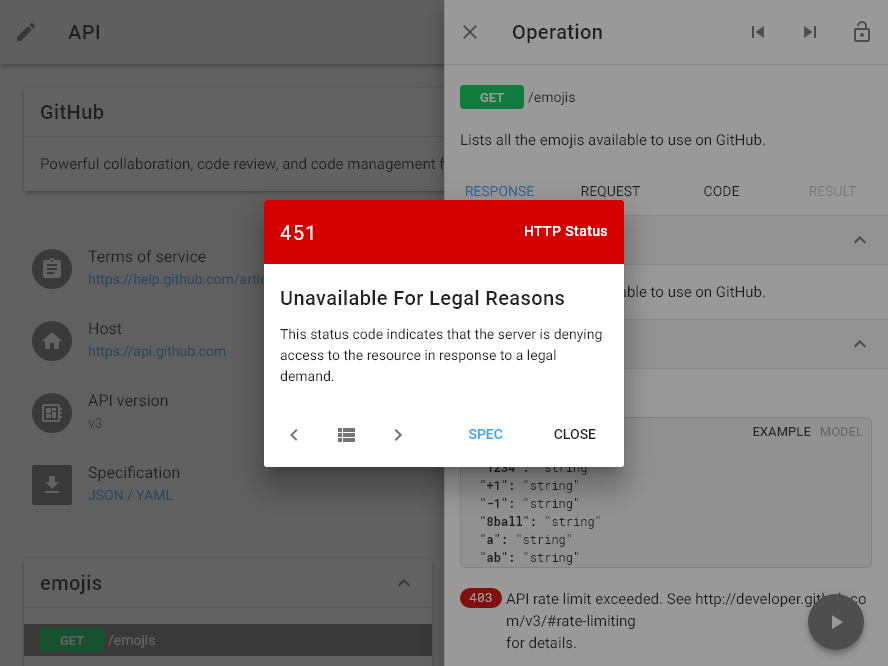 API
Operation
GitHub
Powerful collaboration, code review, and code management
GET /emojis
Lists all the emojis available to use on GitHub.
RESPONSE REQUEST CODE RESULT
451 HTTP Status
Unavailable For Legal Reasons
This status code indicates that the server is denying
access to the resource in response to a legal
demand.
SPEC CLOSE
Terms of service
https://help.github.com/artic
Host
https://api.github.com
API version
v3
Specification
JSON / YAML
to use on GitHub.
EXAMPLE MODEL
"1234": "string"
"+1": "string"
"-1": "string"
"8ball": "string"
"a": "string"
"ab": "string"
403 API rate limit exceeded. See http://developer.github.co
m/v3/#rate-limiting
for details.
emojis
GET /emojis